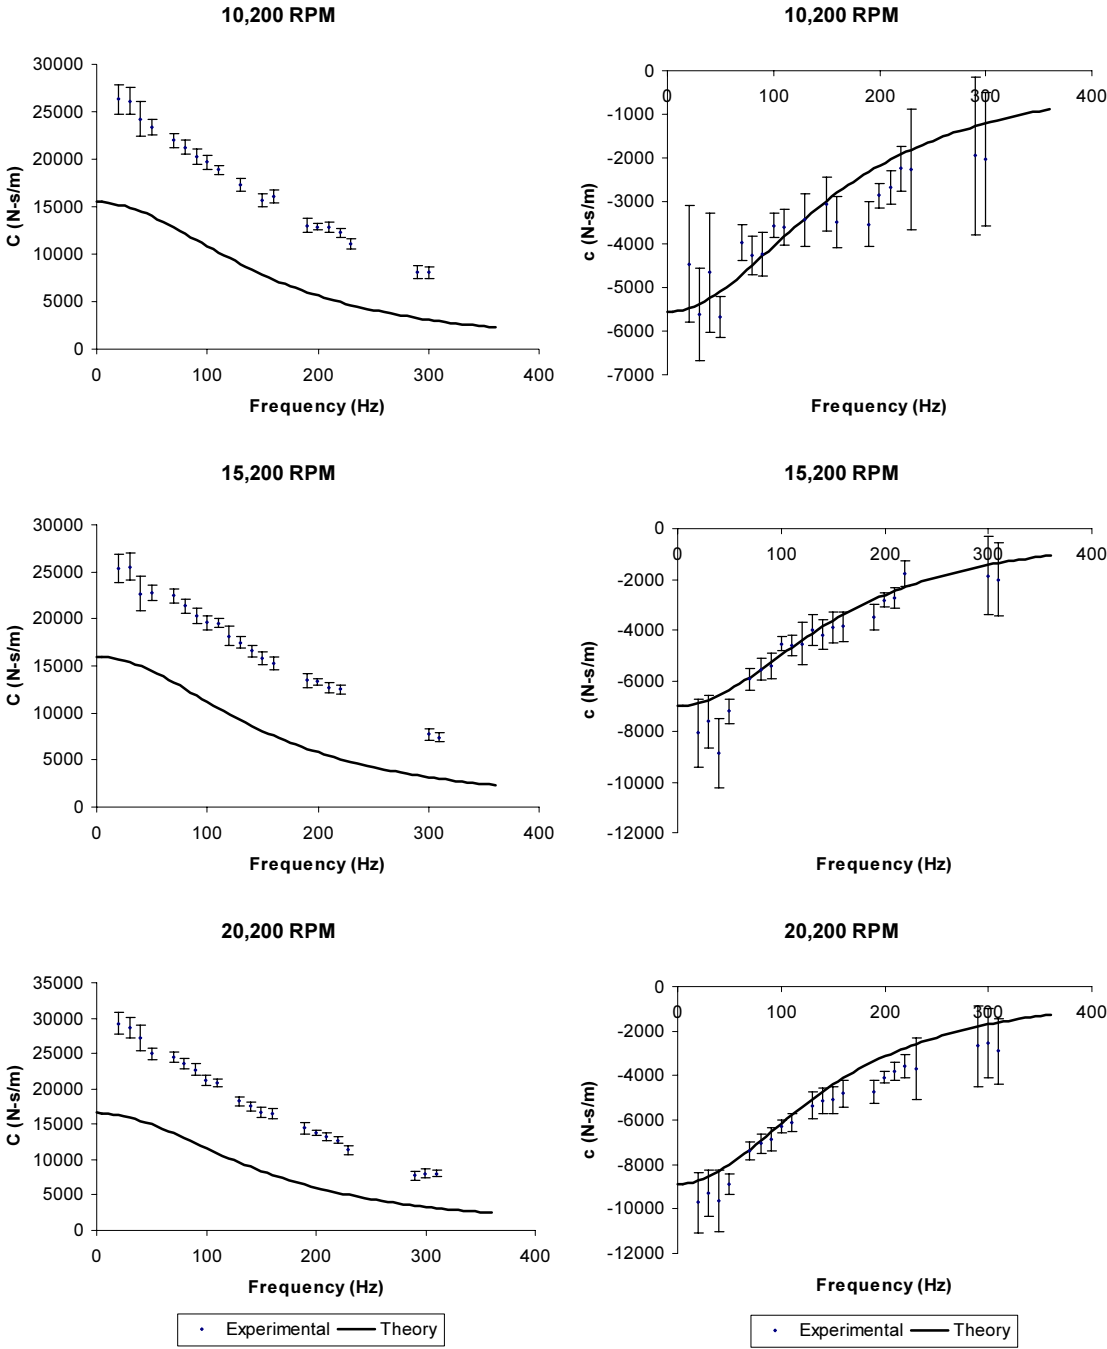 10,200 RPM
30000
25000
20000
15000
10000
5000
0
0 100 200 300 400
C (N-s/m)
Frequency (Hz)
10,200 RPM
0
-1000
-2000
-3000
-4000
-5000
-6000
-7000
0 100 200 300 400
c (N-s/m)
Frequency (Hz)
15,200 RPM
30000
25000
20000
15000
10000
5000
0
0 100 200 300 400
C (N-s/m)
Frequency (Hz)
15,200 RPM
0
-2000
-4000
-6000
-8000
-10000
-12000
0 100 200 300 400
c (N-s/m)
Frequency (Hz)
20,200 RPM
35000
30000
25000
20000
15000
10000
5000
0
0 100 200 300 400
C (N-s/m)
Frequency (Hz)
Experimental Theory
20,200 RPM
0
-2000
-4000
-6000
-8000
-10000
-12000
0 100 200 300 400
c (N-s/m)
Frequency (Hz)
Experimental Theory